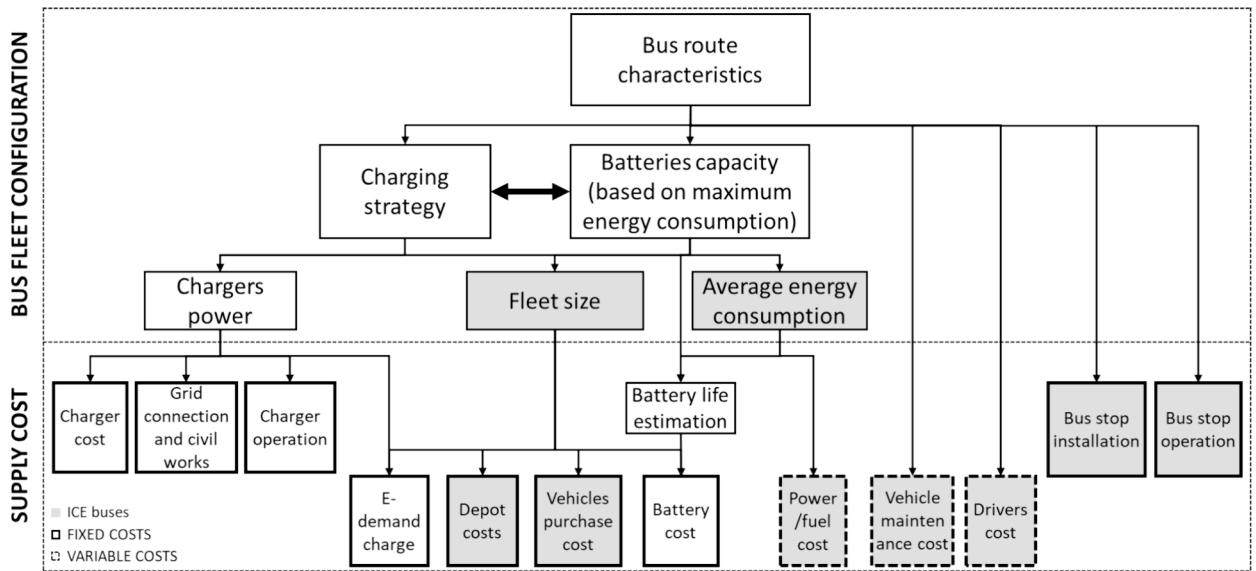 BUS FLEET CONFIGURATION
Bus route
characteristics
Charging
strategy
Batteries capacity
(based on maximum
energy consumption)
Chargers
power
Fleet size
Average energy
consumption
SUPPLY COST
Charger
cost
Grid
connection
and civil
works
Charger
operation
Battery life
estimation
Bus stop
installation
Bus stop
operation
E-
demand
charge
Depot
costs
Vehicles
purchase
cost
Battery
cost
Power
/fuel
cost
Vehicle
mainten
ance cost
Drivers
cost
ICE buses
FIXED COSTS
VARIABLE COSTS